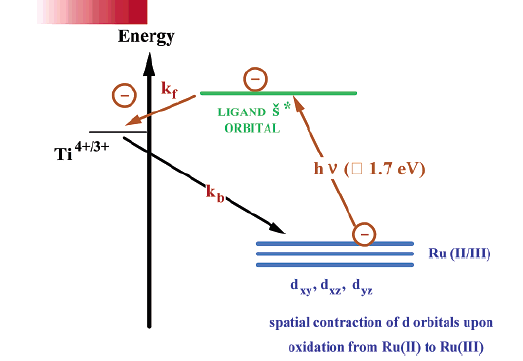 Energy
k_f
LIGAND š*
ORBITAL
Ti 4+/3+
h ν (□ 1.7 eV)
k_b
Ru (II/III)
d_xy, d_xz, d_yz
spatial contraction of d orbitals upon
oxidation from Ru(II) to Ru(III)